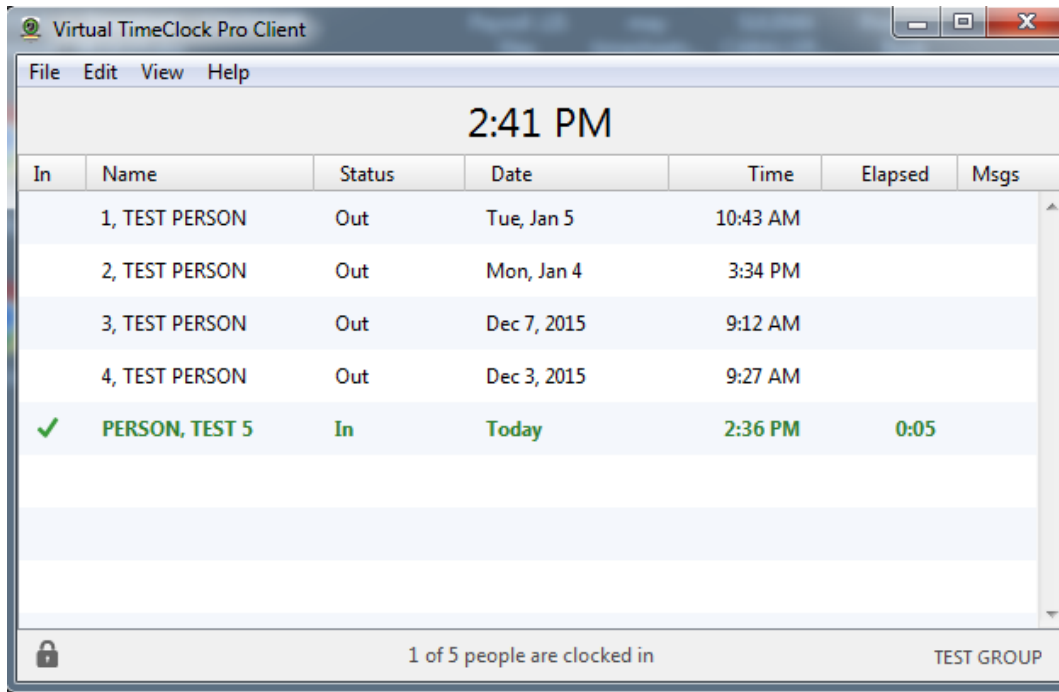 Virtual TimeClock Pro Client
File Edit View Help
2:41 PM
In Name Status Date Time Elapsed Msgs
1, TEST PERSON Out Tue, Jan 5 10:43 AM
2, TEST PERSON Out Mon, Jan 4 3:34 PM
3, TEST PERSON Out Dec 7, 2015 9:12 AM
4, TEST PERSON Out Dec 3, 2015 9:27 AM
PERSON, TEST 5 In Today 2:36 PM 0:05
1 of 5 people are clocked in TEST GROUP